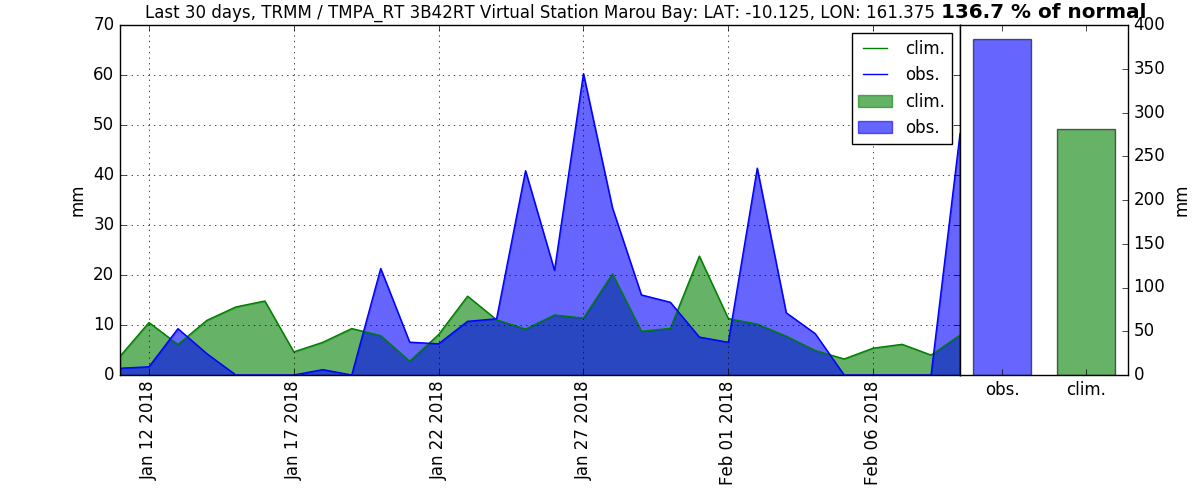 Last 30 days, TRMM / TMPA_RT 3B42RT Virtual Station Marou Bay: LAT: -10.125, LON: 161.375 136.7 % of normal
70
60
50
40
30
20
10
0
mm
clim.
obs.
clim.
obs.
Jan 12 2018
Jan 17 2018
Jan 22 2018
Jan 27 2018
Feb 01 2018
Feb 06 2018
400
350
300
250
200
150
100
50
0
mm
obs.
clim.